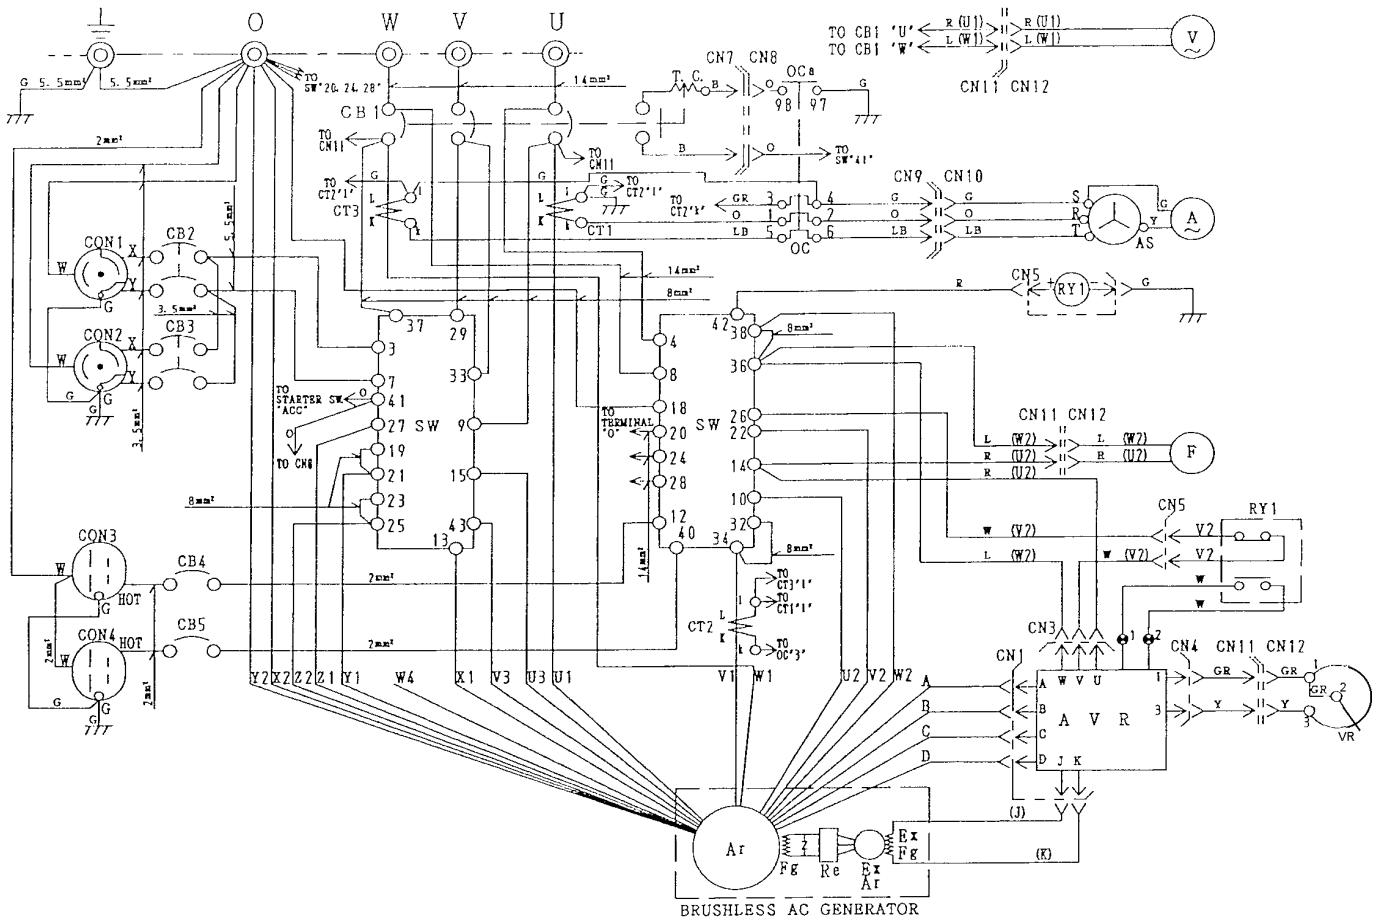 O W V U
TO CB1 'U' R (U1) R (U1) V
TO CB1 'W' L (W1) L (W1)
CN11 CN12
G 5.5mm² 5.5mm²
TO SW"20.24.28"
14mm²
T. C. B CN7 CN8 O OCa G
98 97
CB1
2mm²
TO CN11
TO CN11
B O TO SW"41"
G TO CT2"l" L l K k CT3
G L l K k CT1
G TO CT2"l"
G
TO CT2"k" GR 3 4 G CN9 CN10 G S G
O 1 2 O O R Y A
LB 5 OC 6 LB LB T AS
5.5mm²
CON1 X CB2
W Y G
3.5mm²
CON2 X CB3
W Y G G
3.5mm²
14mm²
8mm²
R CN5 + RY1 - G
37 29
3
7 33
TO STARTER SW. "ACC" O 41
27 SW 9
O TO CN8
19
21 15
8mm² 23
25 43
13
42 38 8mm²
4
8 36
18 26
TO TERMINAL "O" 20 SW 22
24 14
28 10
12 32
40 34 8mm²
14mm²
CN11 CN12
L (W2) L (W2)
R (U2) R (U2) F
R (U2)
CN5 RY1
W (V2) V2
L (W2) W (V2) V2
W
W
CON3 W G HOT CB4 2mm²
CON4 W G HOT CB5 2mm²
2mm² G
2mm²
TO CT3"l"
TO CT1"l"
L l
CT2 K k
TO OC"3"
Y2 X2 Z2 Z1 Y1 W4 X1 V3 U3 U1 V1 W1 U2 V2 W2
CN3 1 2
CN1 CN4 CN11 CN12
A A W V U 1 GR GR 1
B B GR 2
C C A V R 3 Y Y 3
D D J K VR
(J)
(K)
Ar Fg Z Re Ex Ar Ex Fg
BRUSHLESS AC GENERATOR